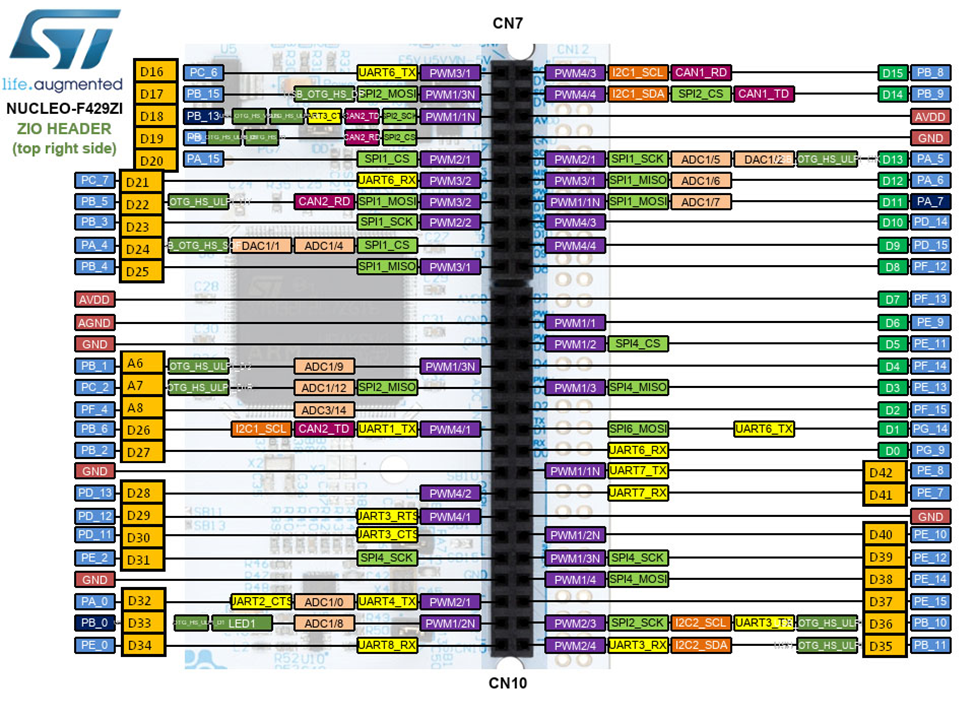 CN7
ST
life.augmented
NUCLEO-F429ZI
ZIO HEADER
(top right side)
CN12
U5
D16 PC_6 UART6_TX PWM3/1 PWM4/3 I2C1_SCL CAN1_RD D15 PB_8
D17 PB_15 SPI2_MOSI PWM1/3N PWM4/4 I2C1_SDA SPI2_CS CAN1_TD D14 PB_9
D18 PB_13 CAN2_TD SPI2_SCK PWM1/1N AVDD
D19 CAN2_RD SPI2_CS GND
D20 PA_15 SPI1_CS PWM2/1 PWM2/1 SPI1_SCK ADC1/5 DAC1/2 OTG_HS_ULP D13 PA_5
PC_7 D21 UART6_RX PWM3/2 PWM3/1 SPI1_MISO ADC1/6 D12 PA_6
PB_5 D22 OTG_HS_ULP CAN2_RD SPI1_MOSI PWM3/2 PWM1/1N SPI1_MOSI ADC1/7 D11 PA_7
PB_3 D23 SPI1_SCK PWM2/2 PWM4/3 D10 PD_14
PA_4 D24 DAC1/1 ADC1/4 SPI1_CS PWM4/4 D9 PD_15
PB_4 D25 SPI1_MISO PWM3/1 D8 PF_12
AVDD D7 PF_13
AGND PWM1/1 D6 PE_9
GND PWM1/2 SPI4_CS D5 PE_11
PB_1 A6 OTG_HS_ULP ADC1/9 PWM1/3N D4 PF_14
PC_2 A7 OTG_HS_ULP ADC1/12 SPI2_MISO PWM1/3 SPI4_MISO D3 PE_13
PF_4 A8 ADC3/14 D2 PF_15
PB_6 D26 I2C1_SCL CAN2_TD UART1_TX PWM4/1 SPI6_MOSI UART6_TX D1 PG_14
PB_2 D27 UART6_RX D0 PG_9
GND PWM1/1N UART7_TX D42 PE_8
PD_13 D28 PWM4/2 UART7_RX D41 PE_7
PD_12 D29 UART3_RTS PWM4/1 GND
PD_11 D30 UART3_CTS PWM1/2N D40 PE_10
PE_2 D31 SPI4_SCK PWM1/3N SPI4_SCK D39 PE_12
GND PWM1/4 SPI4_MOSI D38 PE_14
PA_0 D32 UART2_CTS ADC1/0 UART4_TX PWM2/1 D37 PE_15
PB_0 D33 LED1 ADC1/8 PWM1/2N PWM2/3 SPI2_SCK I2C2_SCL UART3_TX OTG_HS_ULP D36 PB_10
PE_0 D34 UART8_RX PWM2/4 UART3_RX I2C2_SDA OTG_HS_ULP D35 PB_11
CN10